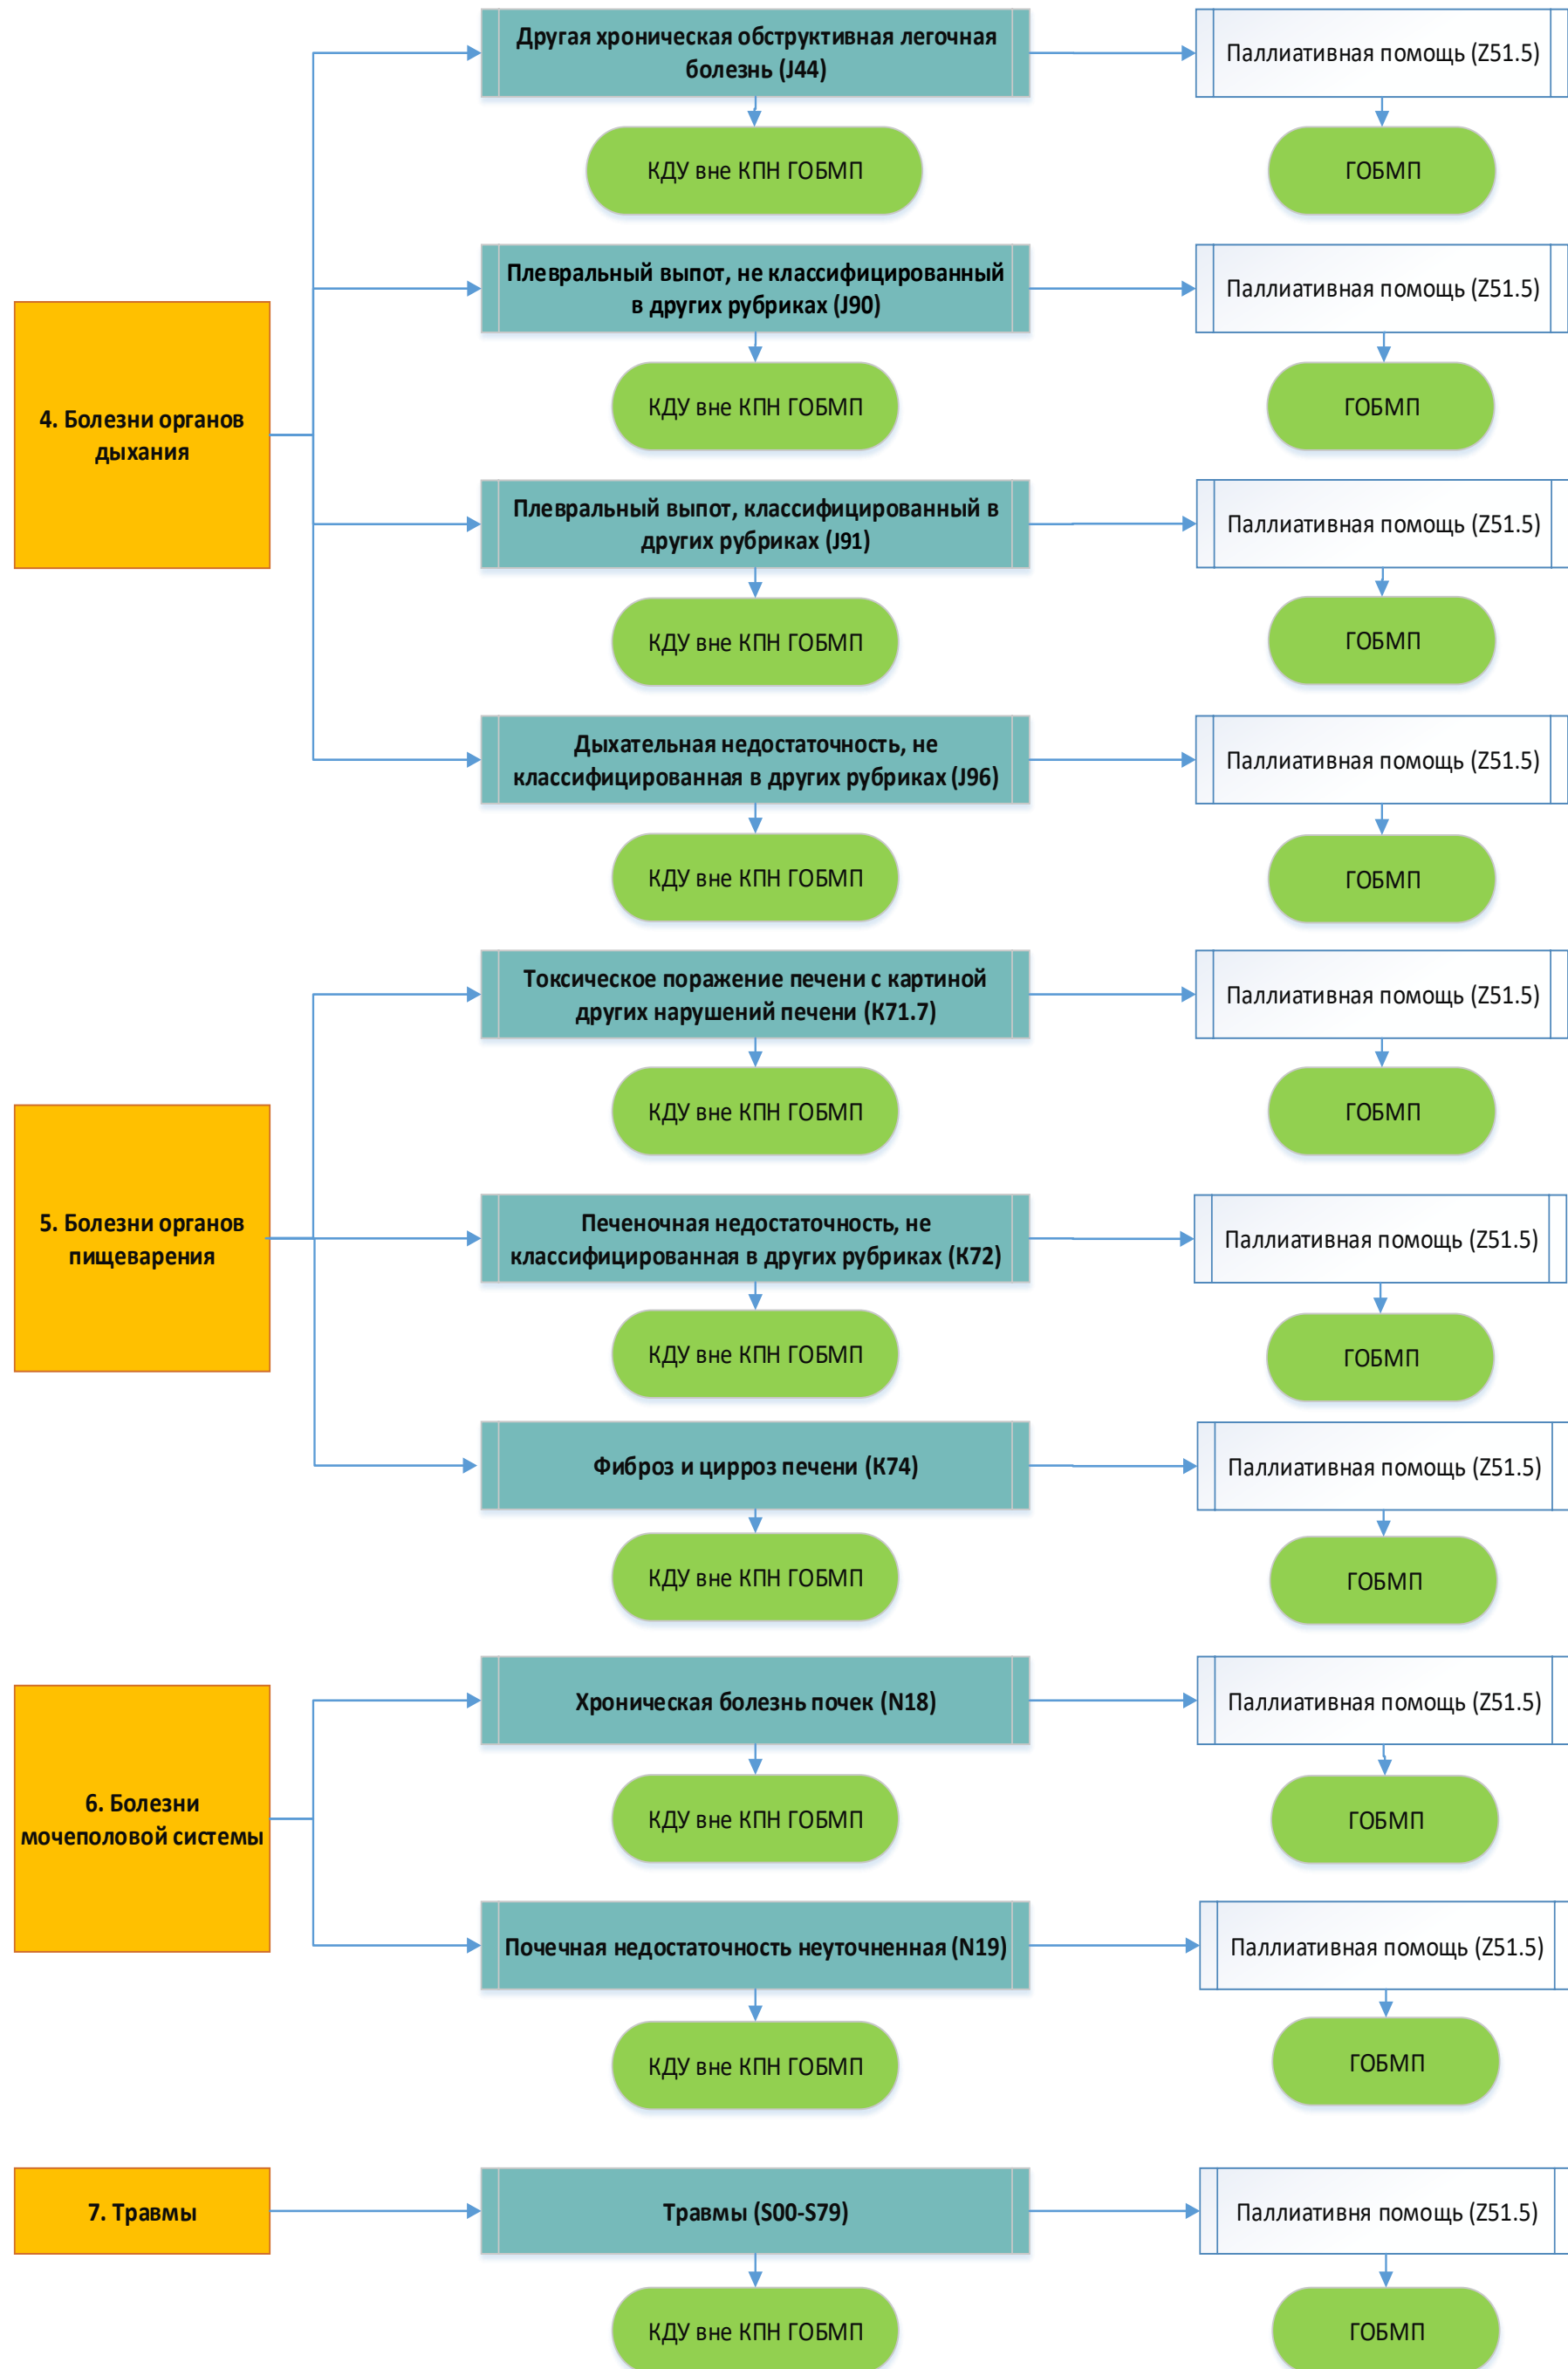 Другая хроническая обструктивная легочная
болезнь (J44)
Паллиативная помощь (Z51.5)
КДУ вне КПН ГОБМП
ГОБМП
4. Болезни органов
дыхания
Плевральный выпот, не классифицированный
в других рубриках (J90)
Паллиативная помощь (Z51.5)
КДУ вне КПН ГОБМП
ГОБМП
Плевральный выпот, классифицированный в
других рубриках (J91)
Паллиативная помощь (Z51.5)
КДУ вне КПН ГОБМП
ГОБМП
Дыхательная недостаточность, не
классифицированная в других рубриках (J96)
Паллиативная помощь (Z51.5)
КДУ вне КПН ГОБМП
ГОБМП
5. Болезни органов
пищеварения
Токсическое поражение печени с картиной
других нарушений печени (K71.7)
Паллиативная помощь (Z51.5)
КДУ вне КПН ГОБМП
ГОБМП
Печеночная недостаточность, не
классифицированная в других рубриках (K72)
Паллиативная помощь (Z51.5)
КДУ вне КПН ГОБМП
ГОБМП
Фиброз и цирроз печени (K74)
Паллиативная помощь (Z51.5)
КДУ вне КПН ГОБМП
ГОБМП
6. Болезни
мочеполовой системы
Хроническая болезнь почек (N18)
Паллиативная помощь (Z51.5)
КДУ вне КПН ГОБМП
ГОБМП
Почечная недостаточность неуточненная (N19)
Паллиативная помощь (Z51.5)
КДУ вне КПН ГОБМП
ГОБМП
7. Травмы
Травмы (S00-S79)
Паллиативня помощь (Z51.5)
КДУ вне КПН ГОБМП
ГОБМП